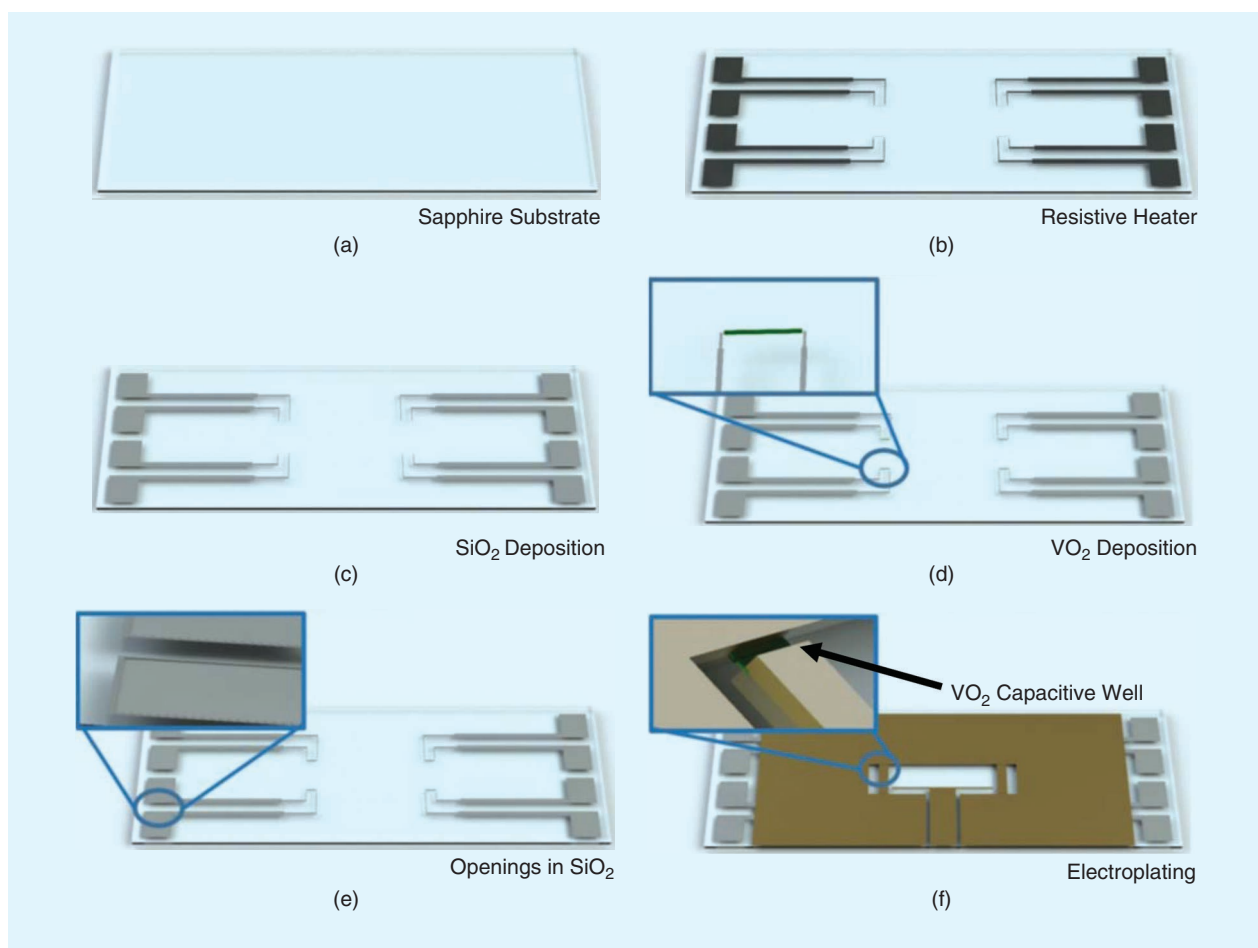 Sapphire Substrate
(a)
Resistive Heater
(b)
SiO₂ Deposition
(c)
VO₂ Deposition
(d)
Openings in SiO₂
(e)
VO₂ Capacitive Well
Electroplating
(f)